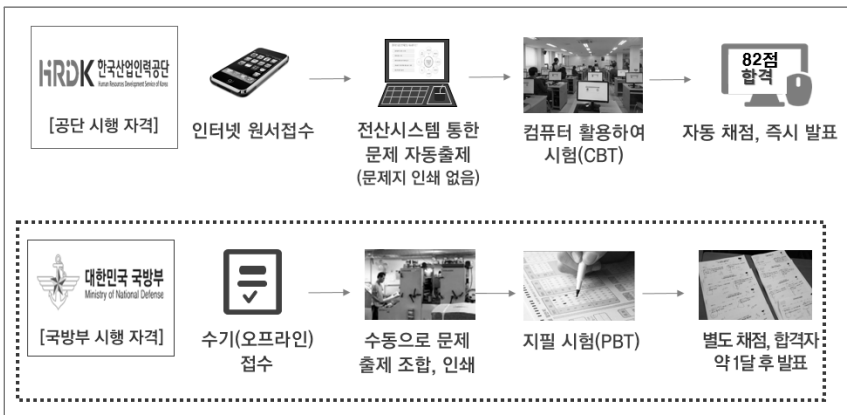 HRDK 한국산업인력공단
Human Resources Development Service of Korea
[공단 시행 자격]
인터넷 원서접수
전산시스템 통한
문제 자동출제
(문제지 인쇄 없음)
컴퓨터 활용하여
시험(CBT)
82점
합격
자동 채점, 즉시 발표
대한민국 국방부
Ministry of National Defense
[국방부 시행 자격]
수기(오프라인)
접수
수동으로 문제
출제 조합, 인쇄
지필 시험(PBT)
별도 채점, 합격자
약 1달 후 발표